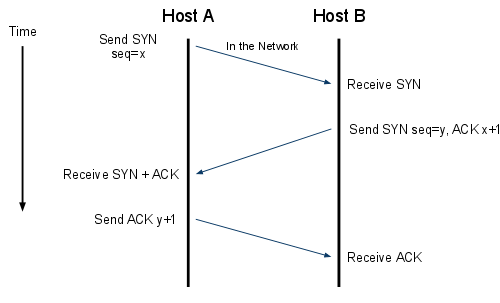 Host A
Host B
Time
Send SYN
seq=x
In the Network
Receive SYN
Send SYN seq=y, ACK x+1
Receive SYN + ACK
Send ACK y+1
Receive ACK